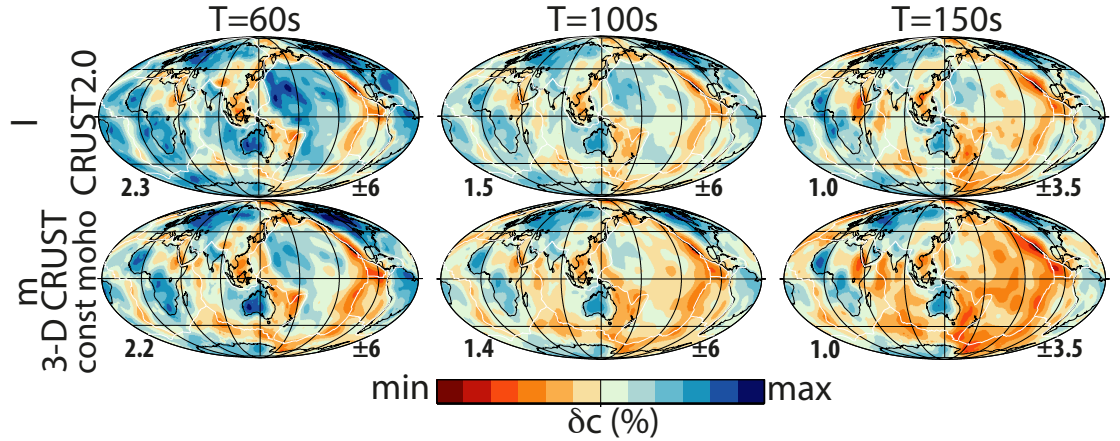 T=60s T=100s T=150s
l
CRUST2.0
2.3 ±6 1.5 ±6 1.0 ±3.5
m
3-D CRUST
const moho
2.2 ±6 1.4 ±6 1.0 ±3.5
min max
δc (%)